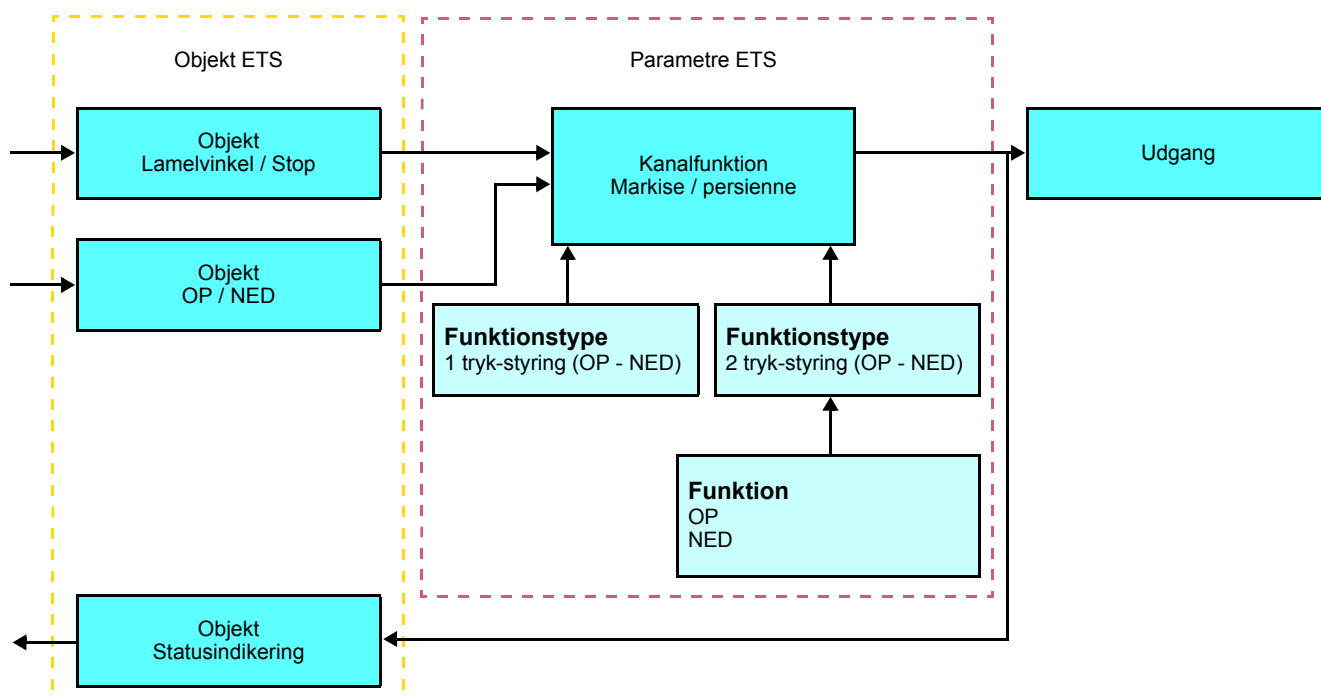 Objekt ETS
Parametre ETS
Objekt
Lamelvinkel / Stop
Kanalfunktion
Markise / persienne
Udgang
Objekt
OP / NED
Funktionstype
1 tryk-styring (OP - NED)
Funktionstype
2 tryk-styring (OP - NED)
Funktion
OP
NED
Objekt
Statusindikering